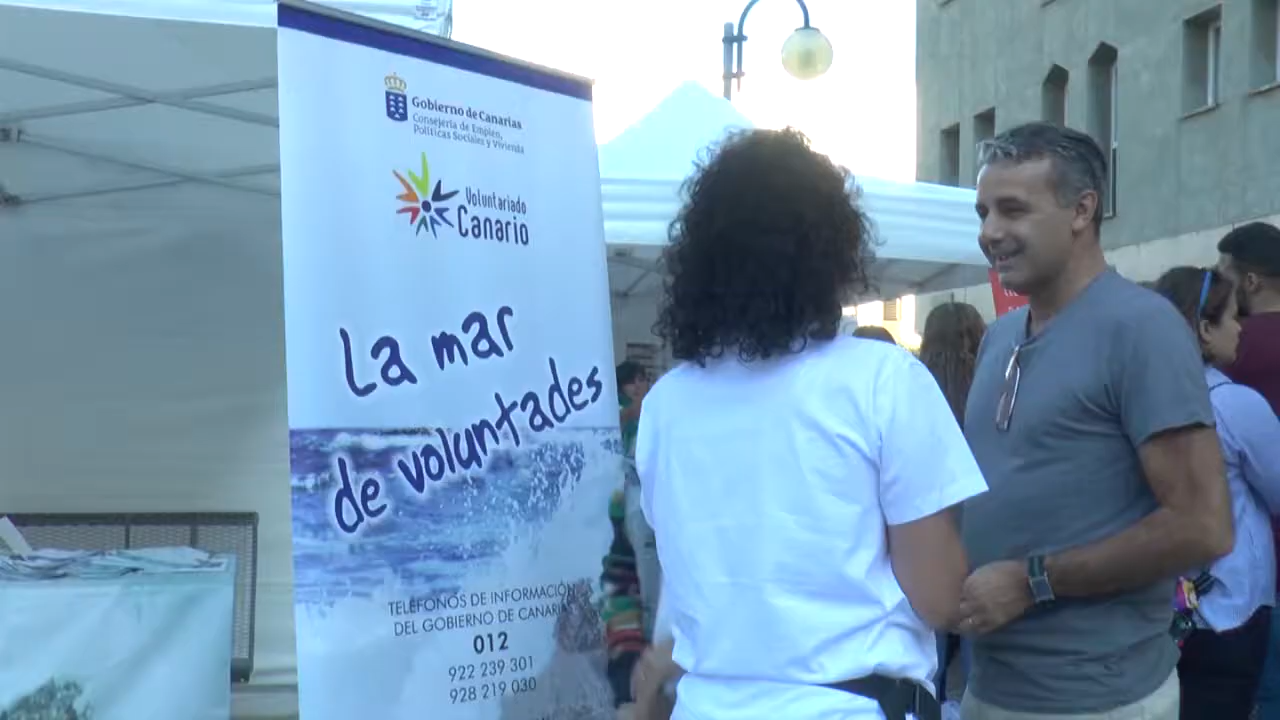 Gobierno de Canarias
Consejería de Empleo,
Políticas Sociales y Vivienda
Voluntariado
Canario
La mar
de voluntades
TELÉFONOS DE INFORMACIÓN
DEL GOBIERNO DE CANARIAS
012
922 239 301
928 219 030